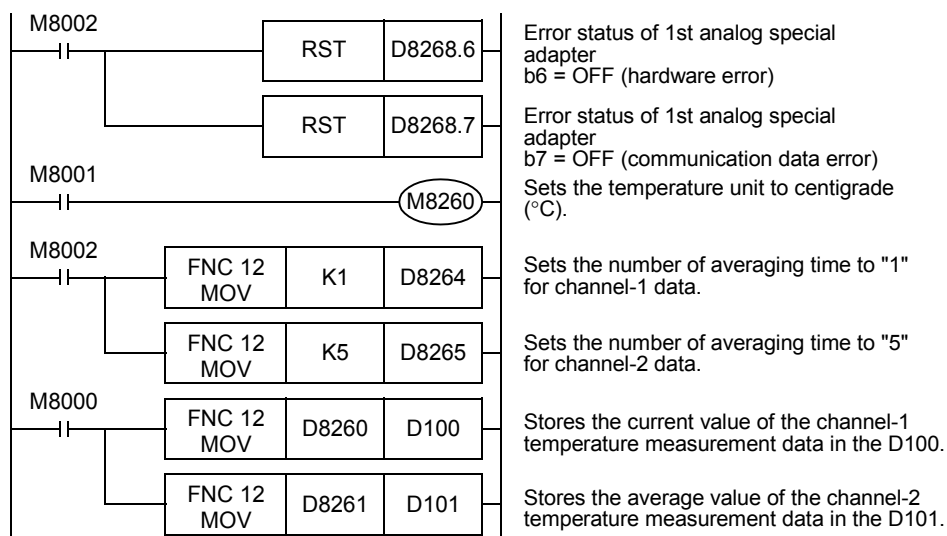 M8002
RST D8268.6
Error status of 1st analog special
adapter
b6 = OFF (hardware error)
RST D8268.7
Error status of 1st analog special
adapter
b7 = OFF (communication data error)
M8001
M8260
Sets the temperature unit to centigrade
(°C).
M8002
FNC 12
MOV
K1 D8264
Sets the number of averaging time to "1"
for channel-1 data.
FNC 12
MOV
K5 D8265
Sets the number of averaging time to "5"
for channel-2 data.
M8000
FNC 12
MOV
D8260 D100
Stores the current value of the channel-1
temperature measurement data in the D100.
FNC 12
MOV
D8261 D101
Stores the average value of the channel-2
temperature measurement data in the D101.